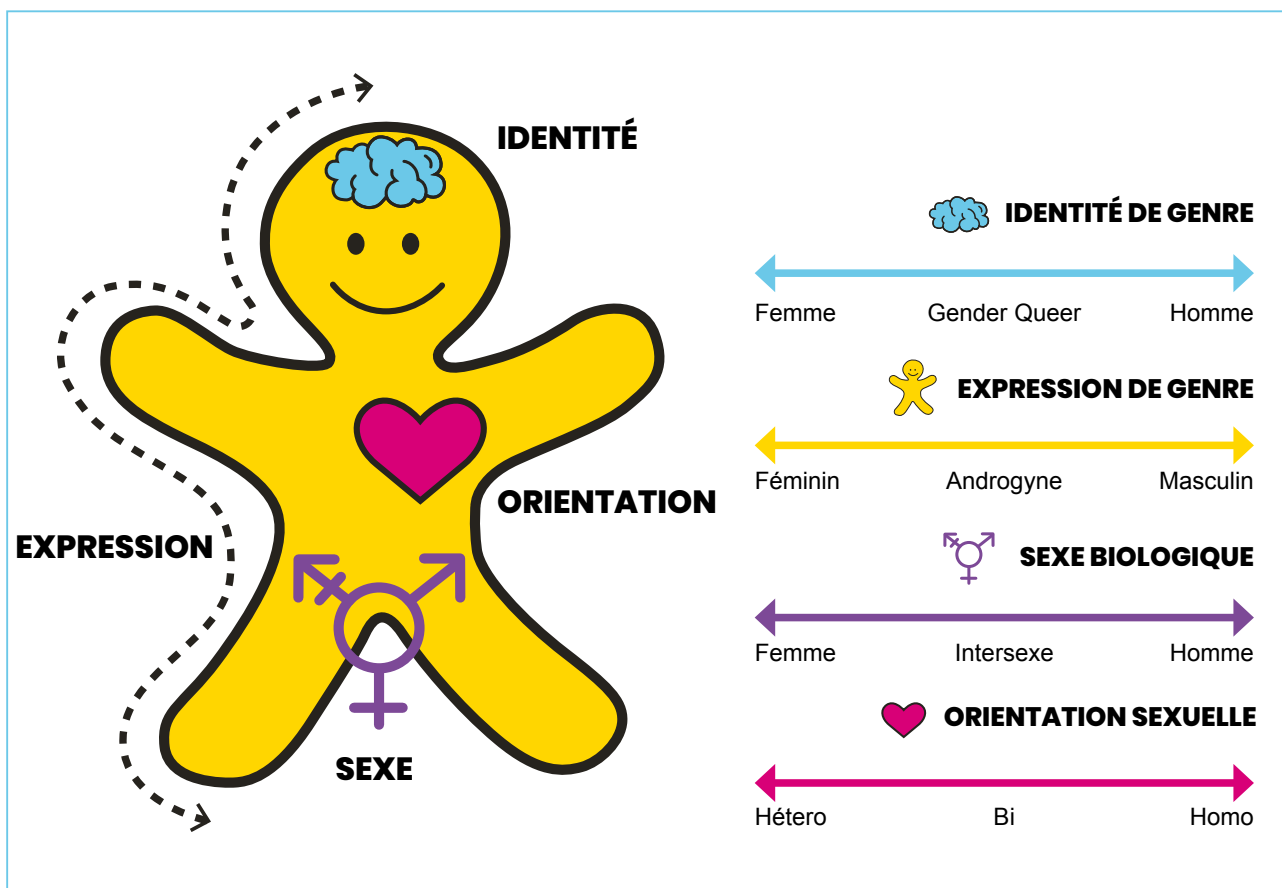 IDENTITÉ
ORIENTATION
EXPRESSION
SEXE
IDENTITÉ DE GENRE
Femme Gender Queer Homme
EXPRESSION DE GENRE
Féminin Androgyne Masculin
SEXE BIOLOGIQUE
Femme Intersexe Homme
ORIENTATION SEXUELLE
Hétero Bi Homo